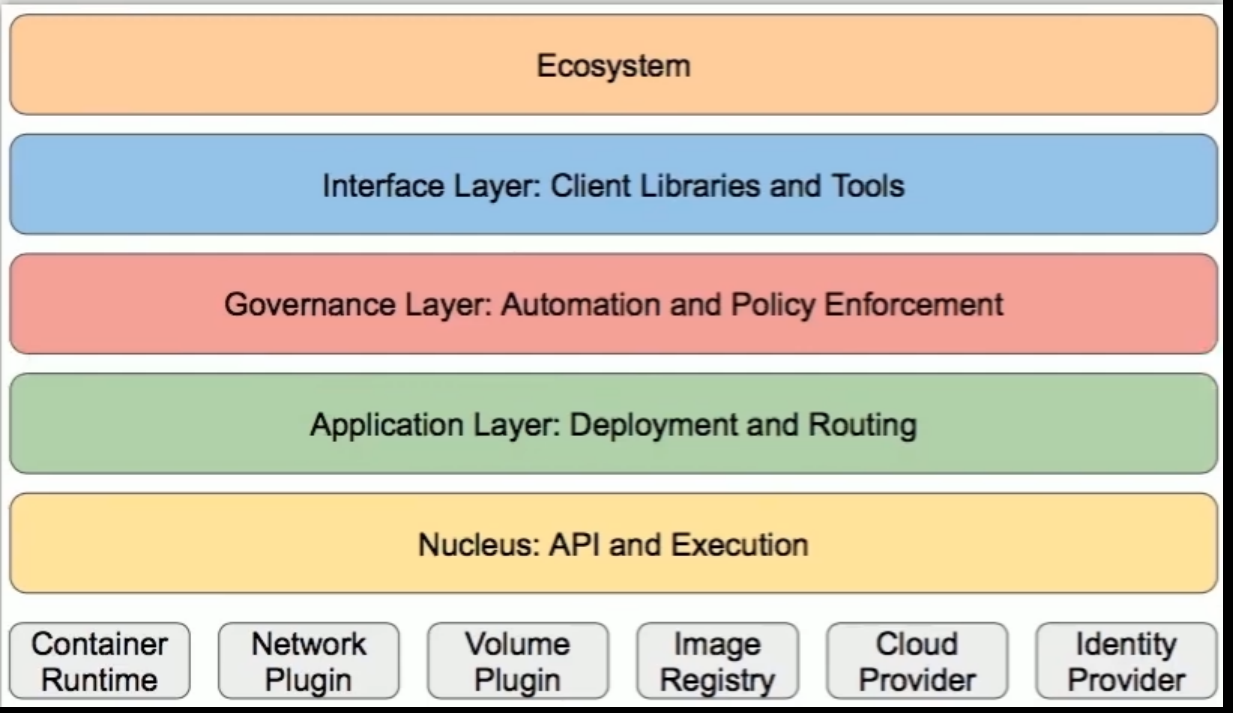 Ecosystem
Interface Layer: Client Libraries and Tools
Governance Layer: Automation and Policy Enforcement
Application Layer: Deployment and Routing
Nucleus: API and Execution
Container
Runtime
Network
Plugin
Volume
Plugin
Image
Registry
Cloud
Provider
Identity
Provider